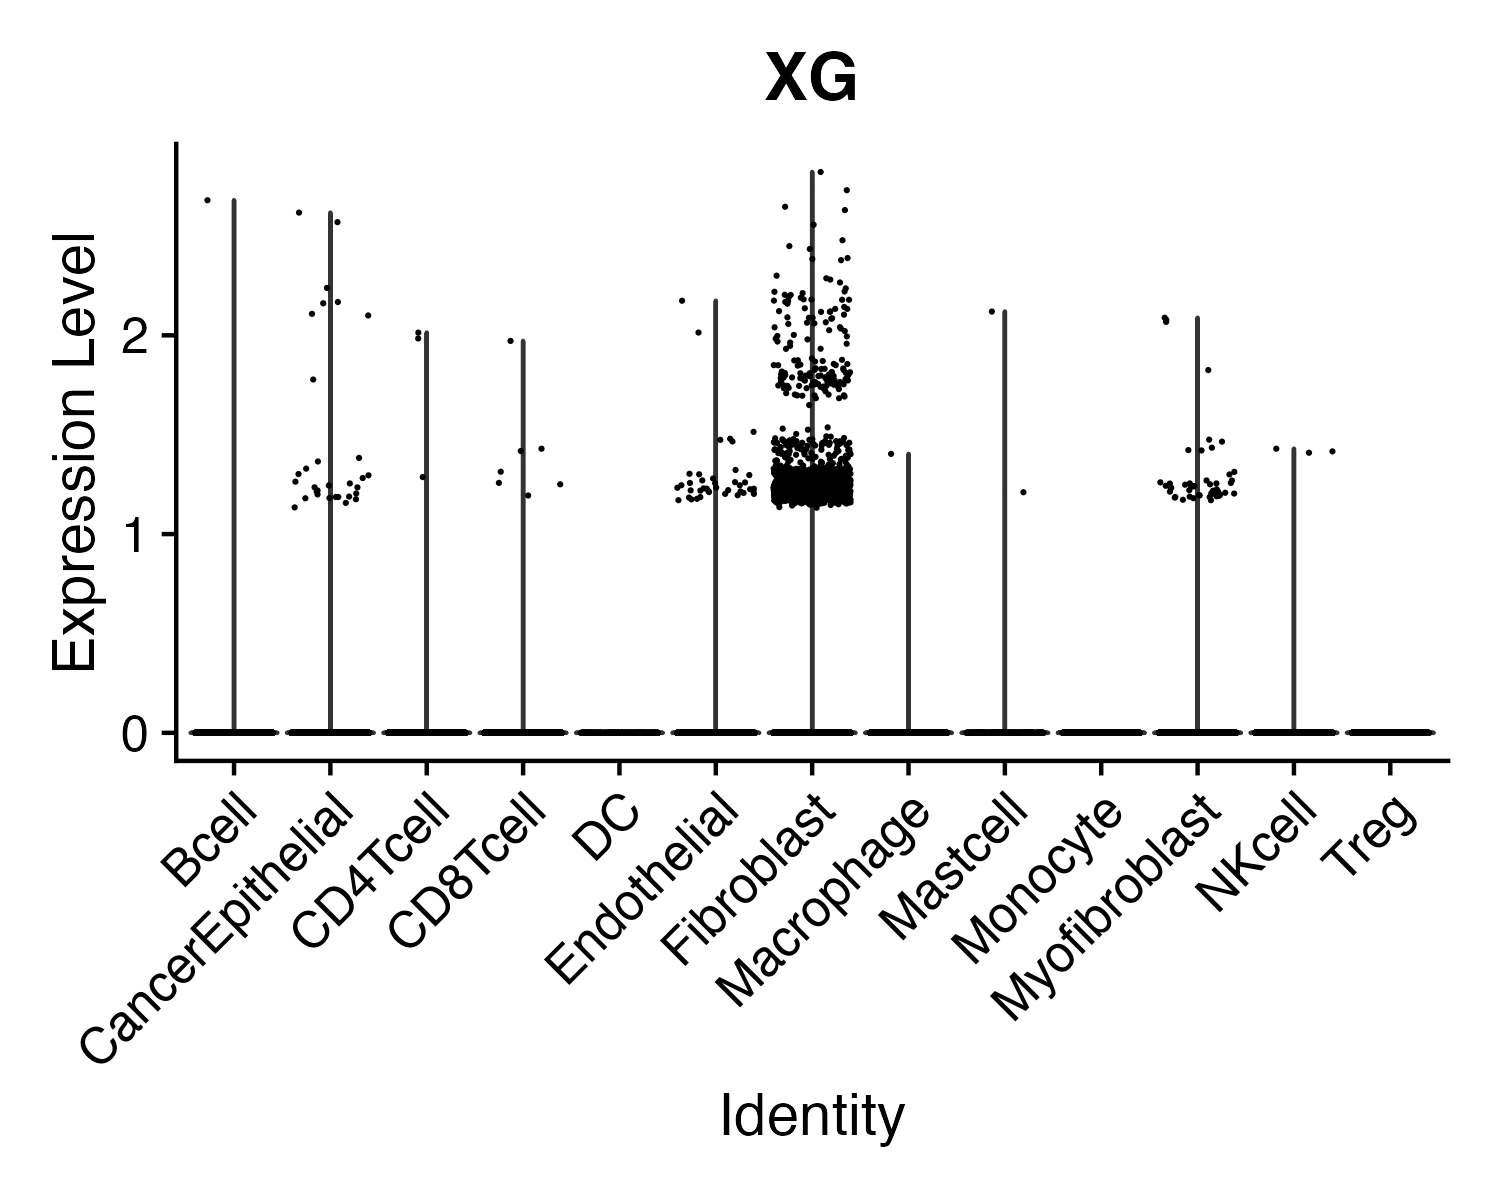 XG
Expression Level
2
1
0
Bcell
CancerEpithelial
CD4Tcell
CD8Tcell
DC
Endothelial
Fibroblast
Macrophage
Mastcell
Monocyte
Myofibroblast
NKcell
Treg
Identity